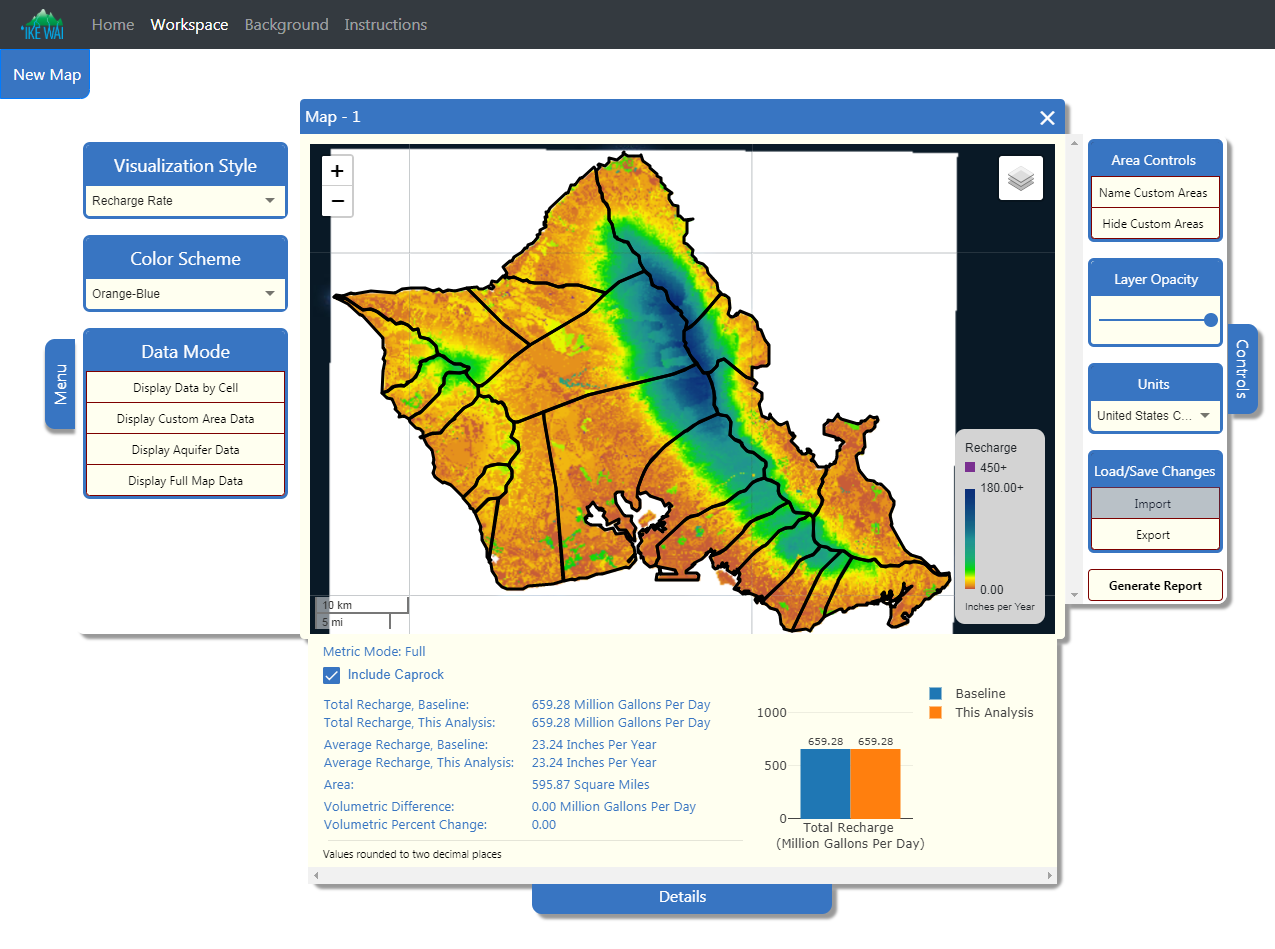 'IKE WAI
Home Workspace Background Instructions
New Map
Map - 1
Menu
Visualization Style
Recharge Rate
Color Scheme
Orange-Blue
Data Mode
Display Data by Cell
Display Custom Area Data
Display Aquifer Data
Display Full Map Data
+
−
Recharge
450+
180.00+
0.00
Inches per Year
10 km
5 mi
Area Controls
Name Custom Areas
Hide Custom Areas
Layer Opacity
Units
United States C...
Load/Save Changes
Import
Export
Generate Report
Controls
Metric Mode: Full
Include Caprock
Total Recharge, Baseline: 659.28 Million Gallons Per Day
Total Recharge, This Analysis: 659.28 Million Gallons Per Day
Average Recharge, Baseline: 23.24 Inches Per Year
Average Recharge, This Analysis: 23.24 Inches Per Year
Area: 595.87 Square Miles
Volumetric Difference: 0.00 Million Gallons Per Day
Volumetric Percent Change: 0.00
Values rounded to two decimal places
Baseline
This Analysis
1000
500
0
659.28 659.28
Total Recharge
(Million Gallons Per Day)
Details